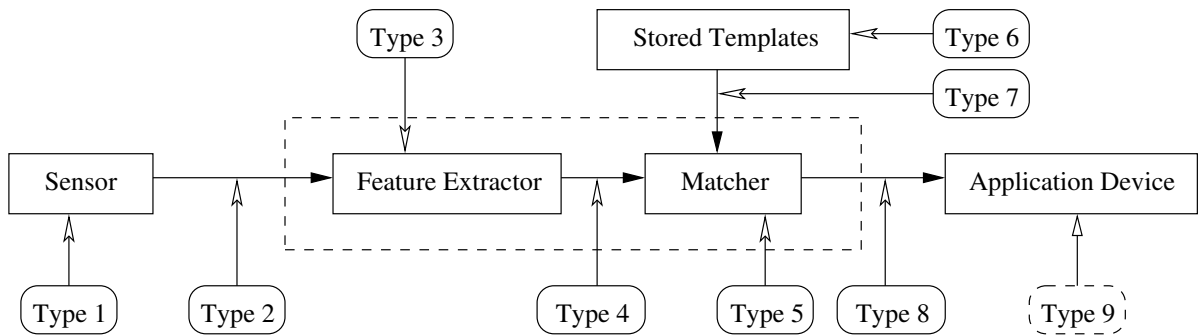 Type 3
Stored Templates
Type 6
Type 7
Sensor
Feature Extractor
Matcher
Application Device
Type 1
Type 2
Type 4
Type 5
Type 8
Type 9